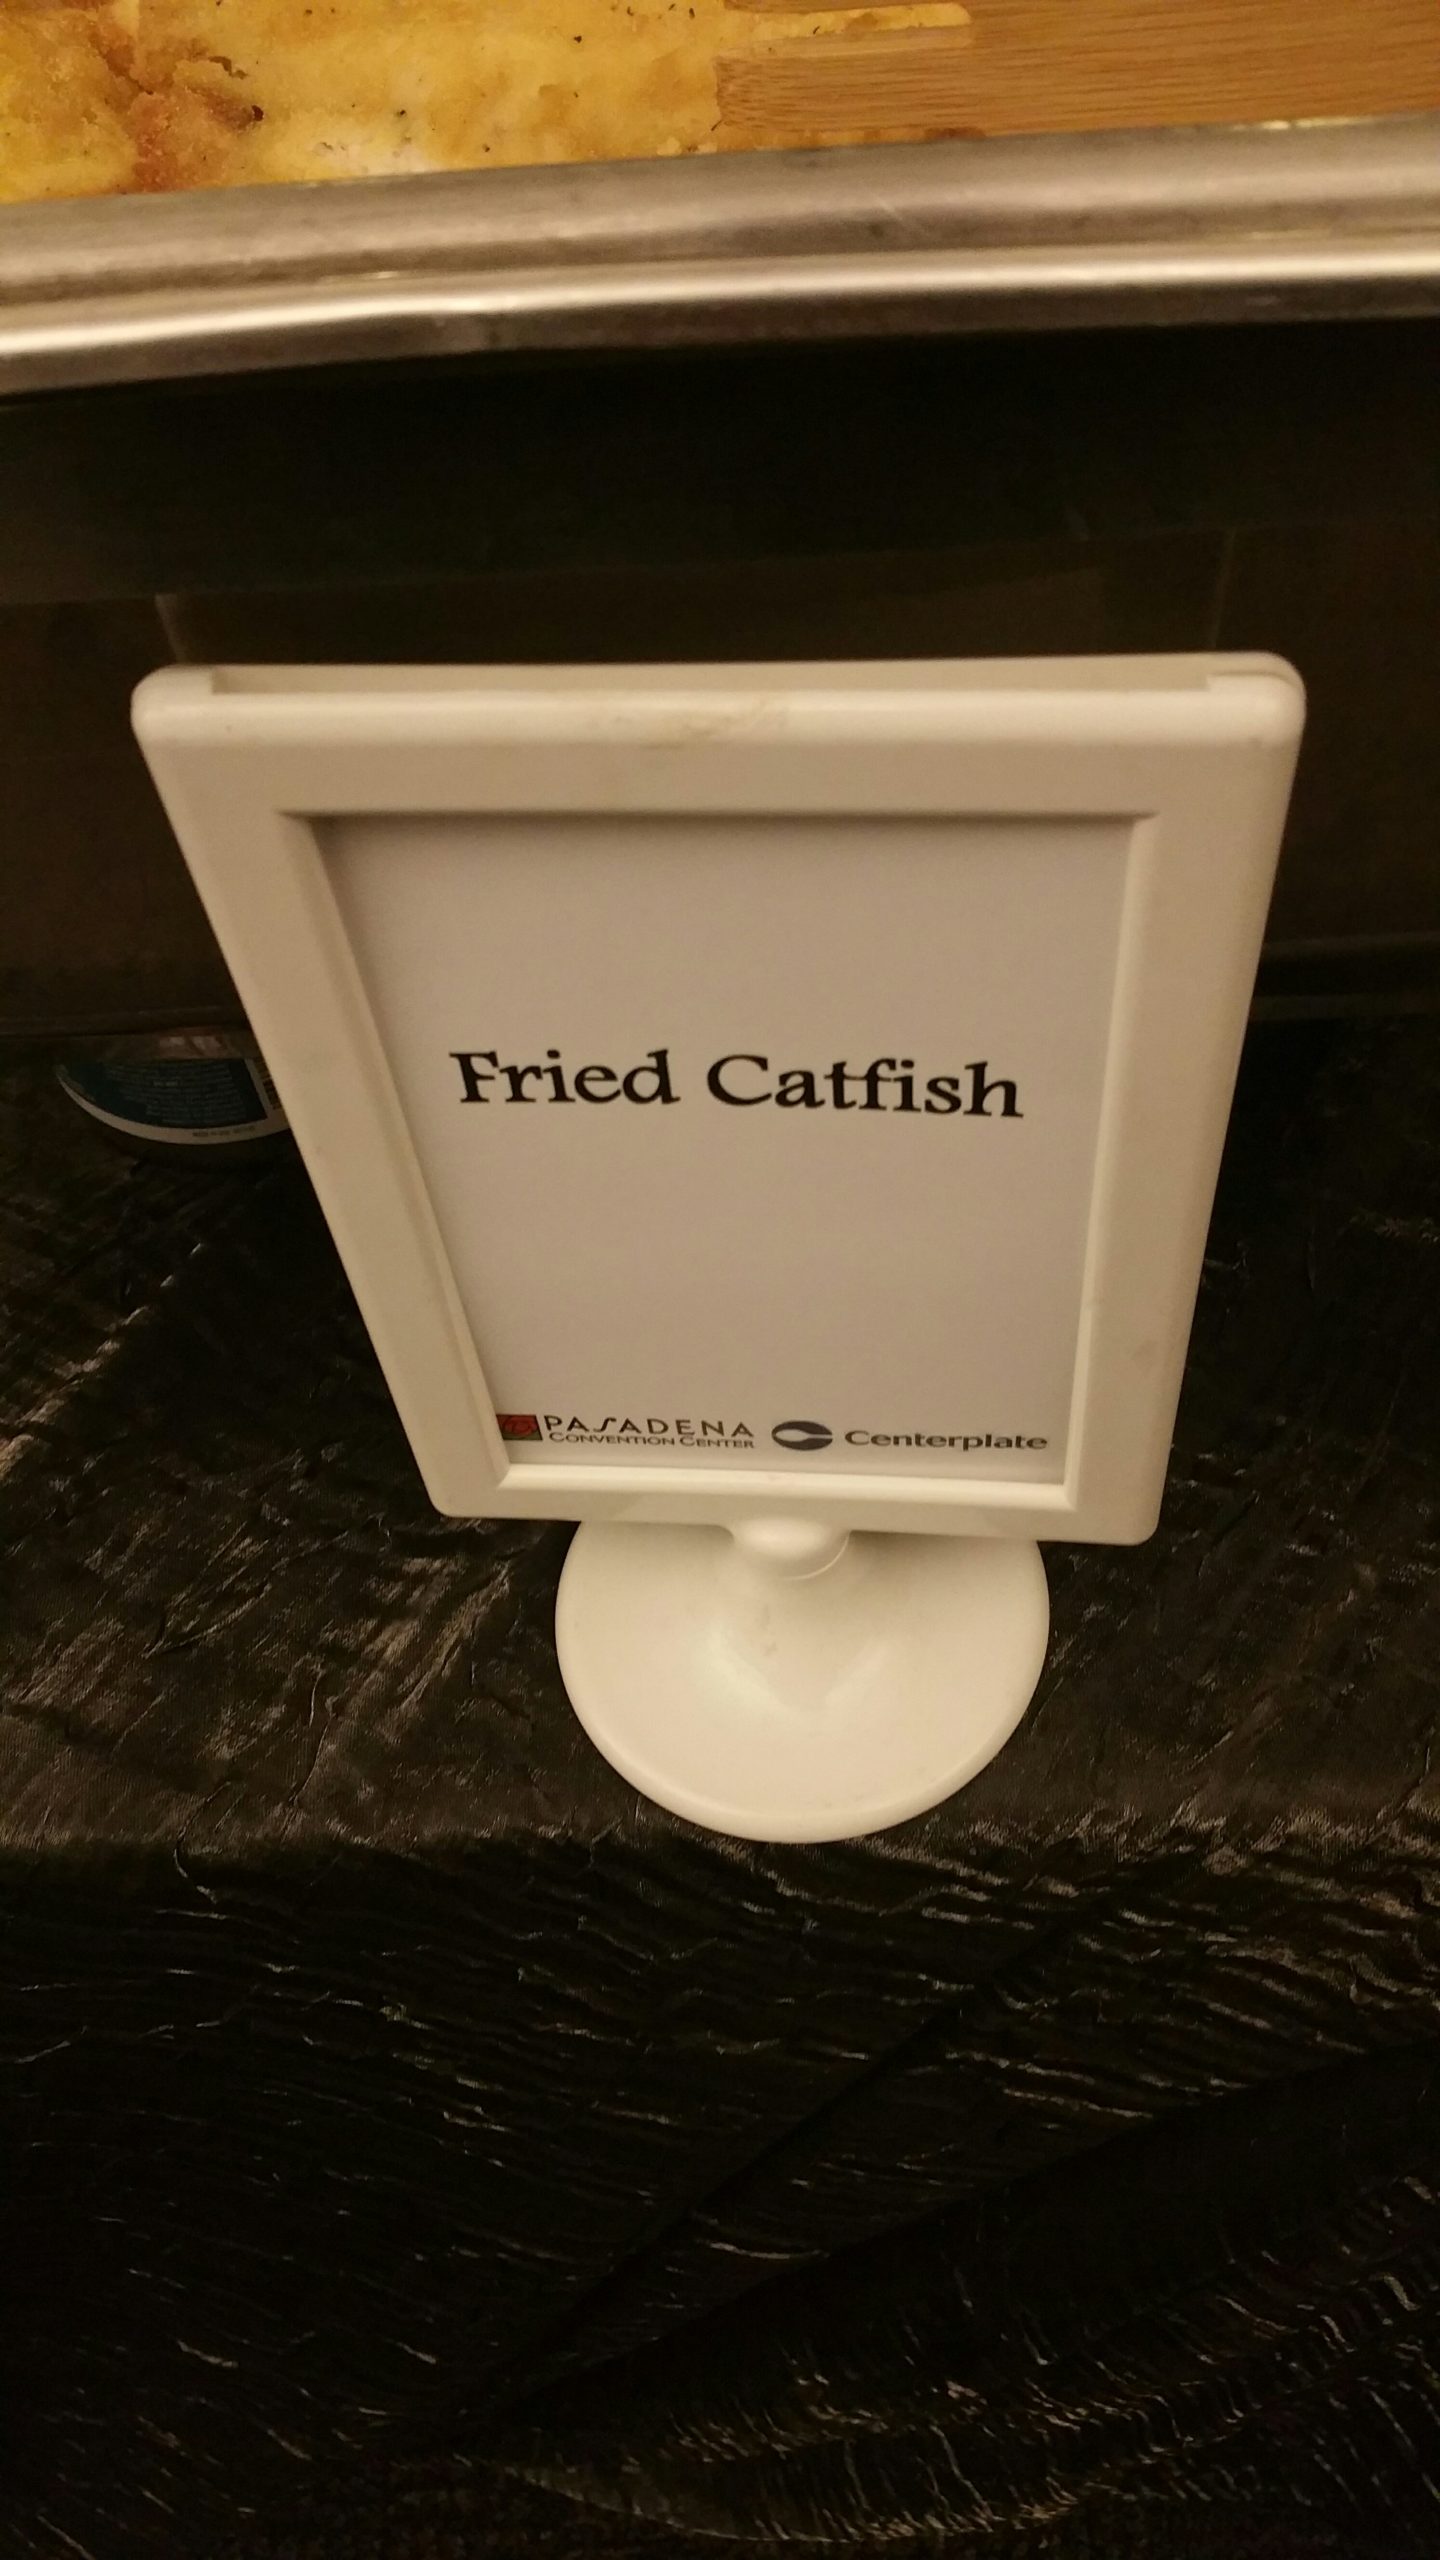 Fried Catfish
PASADENA
CONVENTION CENTER
Centerplate